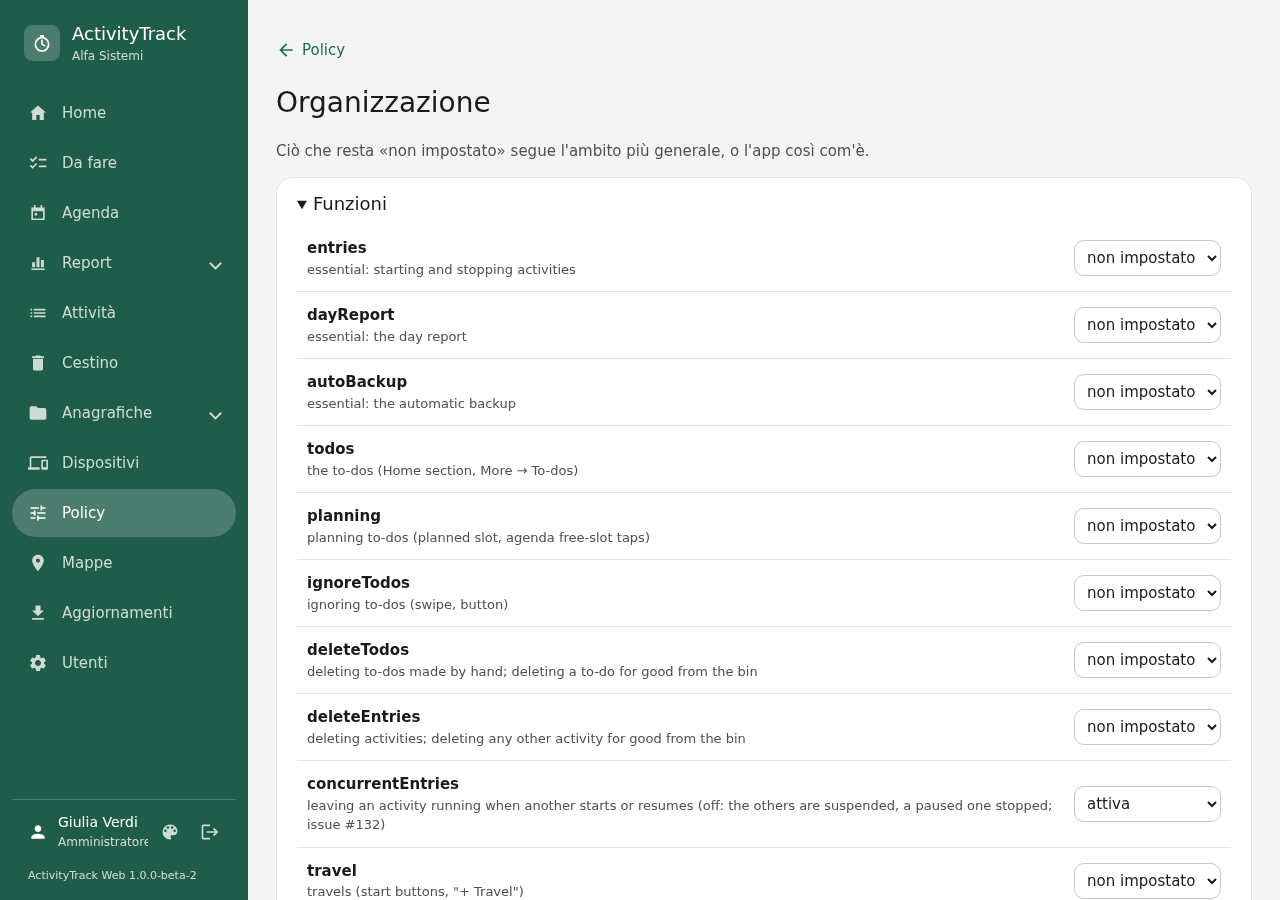 ActivityTrack
Alfa Sistemi
Home
Da fare
Agenda
Report
Attività
Cestino
Anagrafiche
Dispositivi
Policy
Mappe
Aggiornamenti
Utenti
Giulia Verdi
Amministratore
ActivityTrack Web 1.0.0-beta-2
Policy
Organizzazione
Ciò che resta «non impostato» segue l'ambito più generale, o l'app così com'è.
Funzioni
entries
essential: starting and stopping activities
non impostato
dayReport
essential: the day report
non impostato
autoBackup
essential: the automatic backup
non impostato
todos
the to-dos (Home section, More → To-dos)
non impostato
planning
planning to-dos (planned slot, agenda free-slot taps)
non impostato
ignoreTodos
ignoring to-dos (swipe, button)
non impostato
deleteTodos
deleting to-dos made by hand; deleting a to-do for good from the bin
non impostato
deleteEntries
deleting activities; deleting any other activity for good from the bin
non impostato
concurrentEntries
leaving an activity running when another starts or resumes (off: the others are suspended, a paused one stopped;
issue #132)
attiva
travel
travels (start buttons, "+ Travel")
non impostato